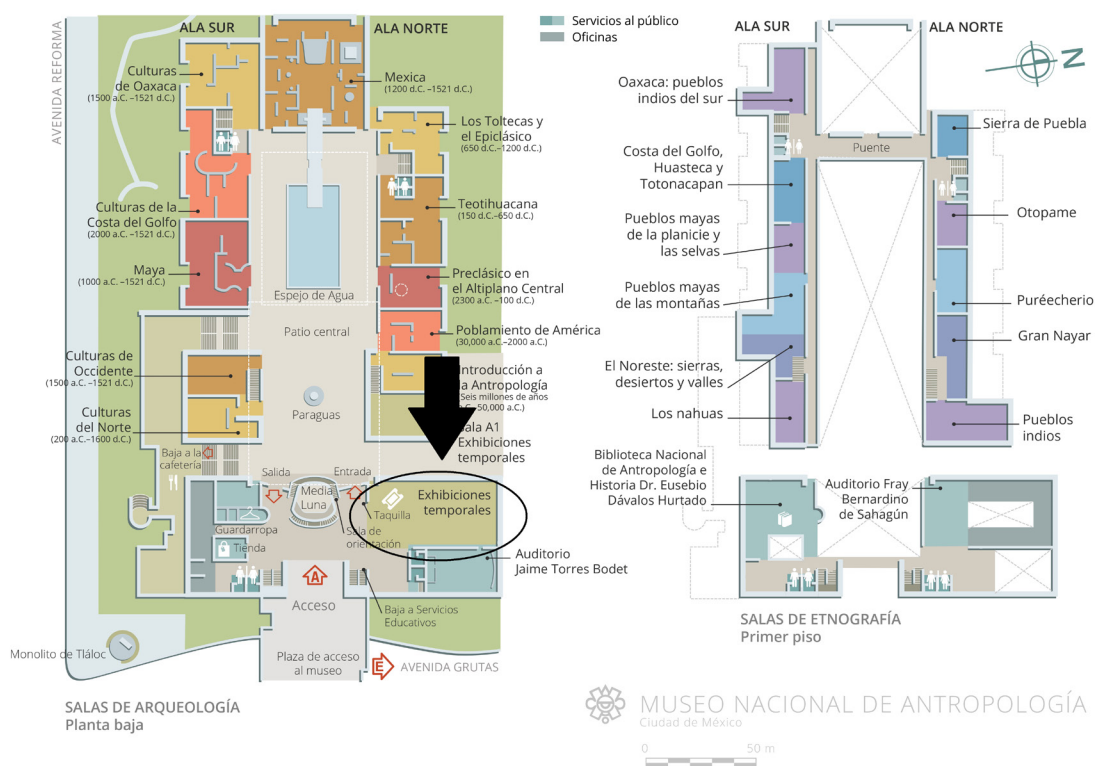 AVENIDA REFORMA
ALA SUR
ALA NORTE
Culturas
de Oaxaca
(1500 a.C. –1521 d.C.)
Mexica
(1200 d.C. –1521 d.C.)
Los Toltecas y
el Epiclásico
(650 d.C.–1200 d.C.)
Culturas de la
Costa del Golfo
(2000 a.C. –1521 d.C.)
Teotihuacana
(150 d.C.–650 d.C.)
Maya
(1000 a.C. –1521 d.C.)
Preclásico en
el Altiplano Central
(2300 a.C. –100 d.C.)
Espejo de Agua
Patio central
Poblamiento de América
(30,000 a.C.–2000 a.C.)
Culturas de
Occidente
(1500 a.C. –1521 d.C.)
Introducción a
la Antropología
Seis millones de años
–50,000 a.C.)
Paraguas
Culturas
del Norte
(200 a.C.–1600 d.C.)
Sala A1
Exhibiciones
temporales
Baja a la
cafetería
Salida
Entrada
Media
Luna
Exhibiciones
temporales
Taquilla
Guardarropa
Sala de
orientación
Tienda
Auditorio
Jaime Torres Bodet
A
Acceso
Baja a Servicios
Educativos
Monolito de Tláloc
Plaza de acceso
al museo
E
AVENIDA GRUTAS
SALAS DE ARQUEOLOGÍA
Planta baja
Servicios al público
Oficinas
ALA SUR
ALA NORTE
N
Oaxaca: pueblos
indios del sur
Sierra de Puebla
Puente
Costa del Golfo,
Huasteca y
Totonacapan
Otopame
Pueblos mayas
de la planicie y
las selvas
Pueblos mayas
de las montañas
Puréecherio
Gran Nayar
El Noreste: sierras,
desiertos y valles
Los nahuas
Pueblos
indios
Biblioteca Nacional
de Antropología e
Historia Dr. Eusebio
Dávalos Hurtado
Auditorio Fray
Bernardino
de Sahagún
SALAS DE ETNOGRAFÍA
Primer piso
MUSEO NACIONAL DE ANTROPOLOGÍA
Ciudad de México
0
50 m